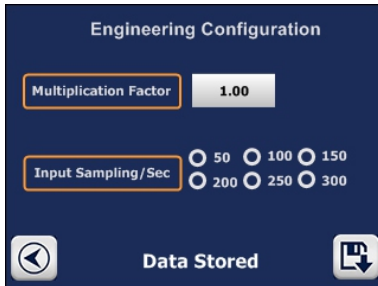 Engineering Configuration
Multiplication Factor 1.00
50 100 150
Input Sampling/Sec
200 250 300
Data Stored